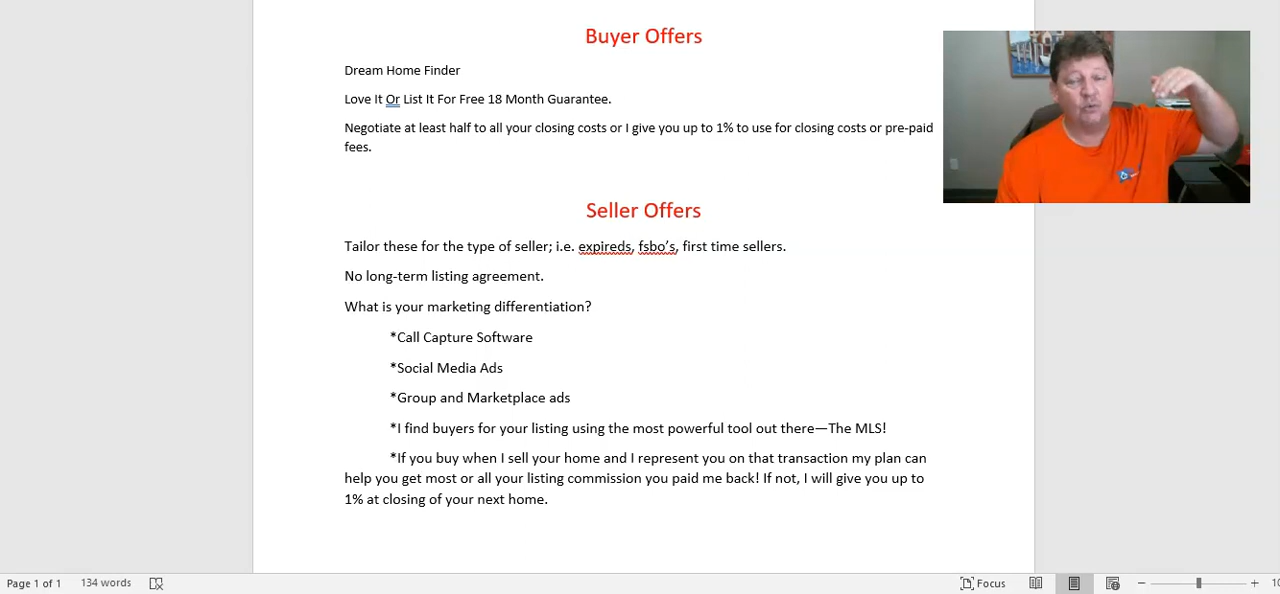 Buyer Offers
Dream Home Finder
Love It Or List It For Free 18 Month Guarantee.
Negotiate at least half to all your closing costs or I give you up to 1% to use for closing costs or pre-paid
fees.
Seller Offers
Tailor these for the type of seller; i.e. expireds, fsbo’s, first time sellers.
No long-term listing agreement.
What is your marketing differentiation?
*Call Capture Software
*Social Media Ads
*Group and Marketplace ads
*I find buyers for your listing using the most powerful tool out there—The MLS!
*If you buy when I sell your home and I represent you on that transaction my plan can
help you get most or all your listing commission you paid me back! If not, I will give you up to
1% at closing of your next home.
Page 1 of 1 134 words Focus